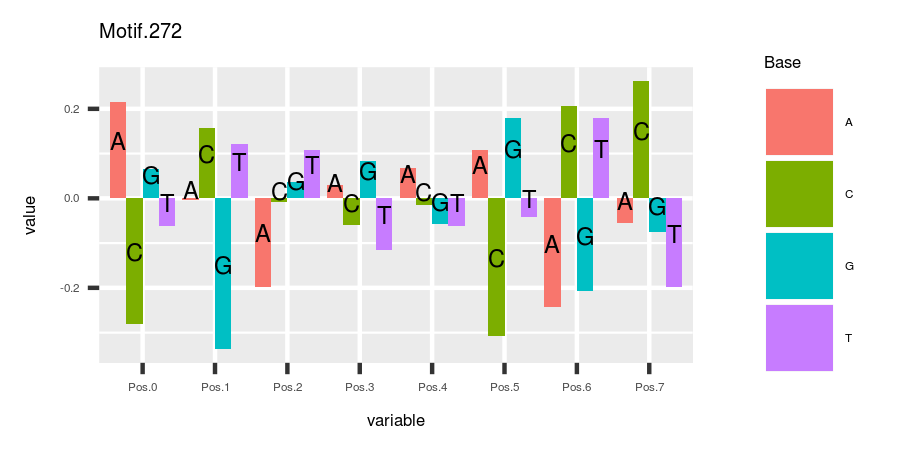 Motif.272
Base
0.2
0.0
-0.2
value
A C G T
A C G T
A C G T
A C G T
A C G T
A C G T
A C G T
A C G T
Pos.0 Pos.1 Pos.2 Pos.3 Pos.4 Pos.5 Pos.6 Pos.7
variable
A
C
G
T